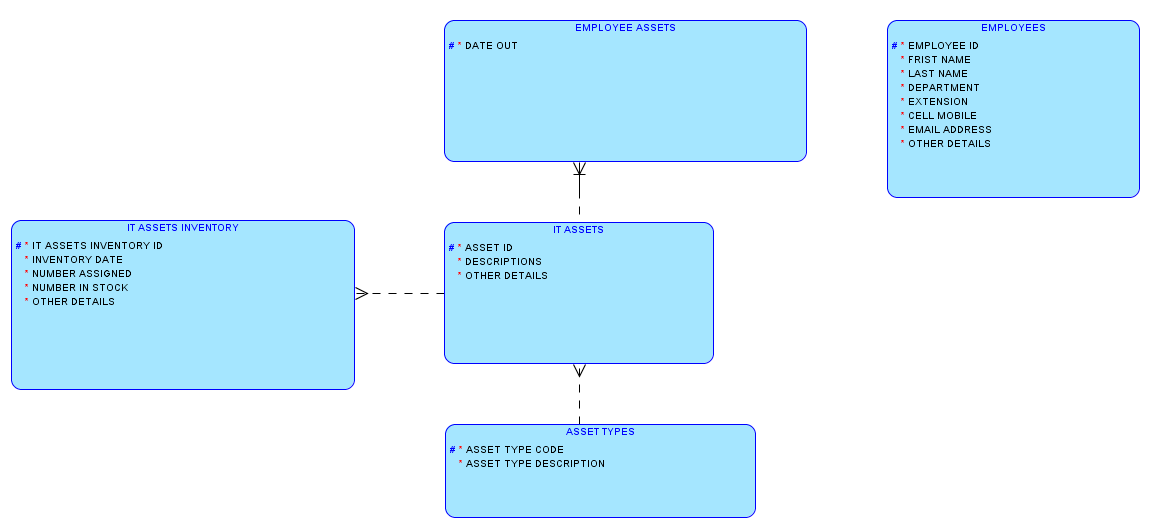 EMPLOYEE ASSETS
# * DATE OUT
EMPLOYEES
# * EMPLOYEE ID
* FRIST NAME
* LAST NAME
* DEPARTMENT
* EXTENSION
* CELL MOBILE
* EMAIL ADDRESS
* OTHER DETAILS
IT ASSETS INVENTORY
# * IT ASSETS INVENTORY ID
* INVENTORY DATE
* NUMBER ASSIGNED
* NUMBER IN STOCK
* OTHER DETAILS
IT ASSETS
# * ASSET ID
* DESCRIPTIONS
* OTHER DETAILS
ASSET TYPES
# * ASSET TYPE CODE
* ASSET TYPE DESCRIPTION